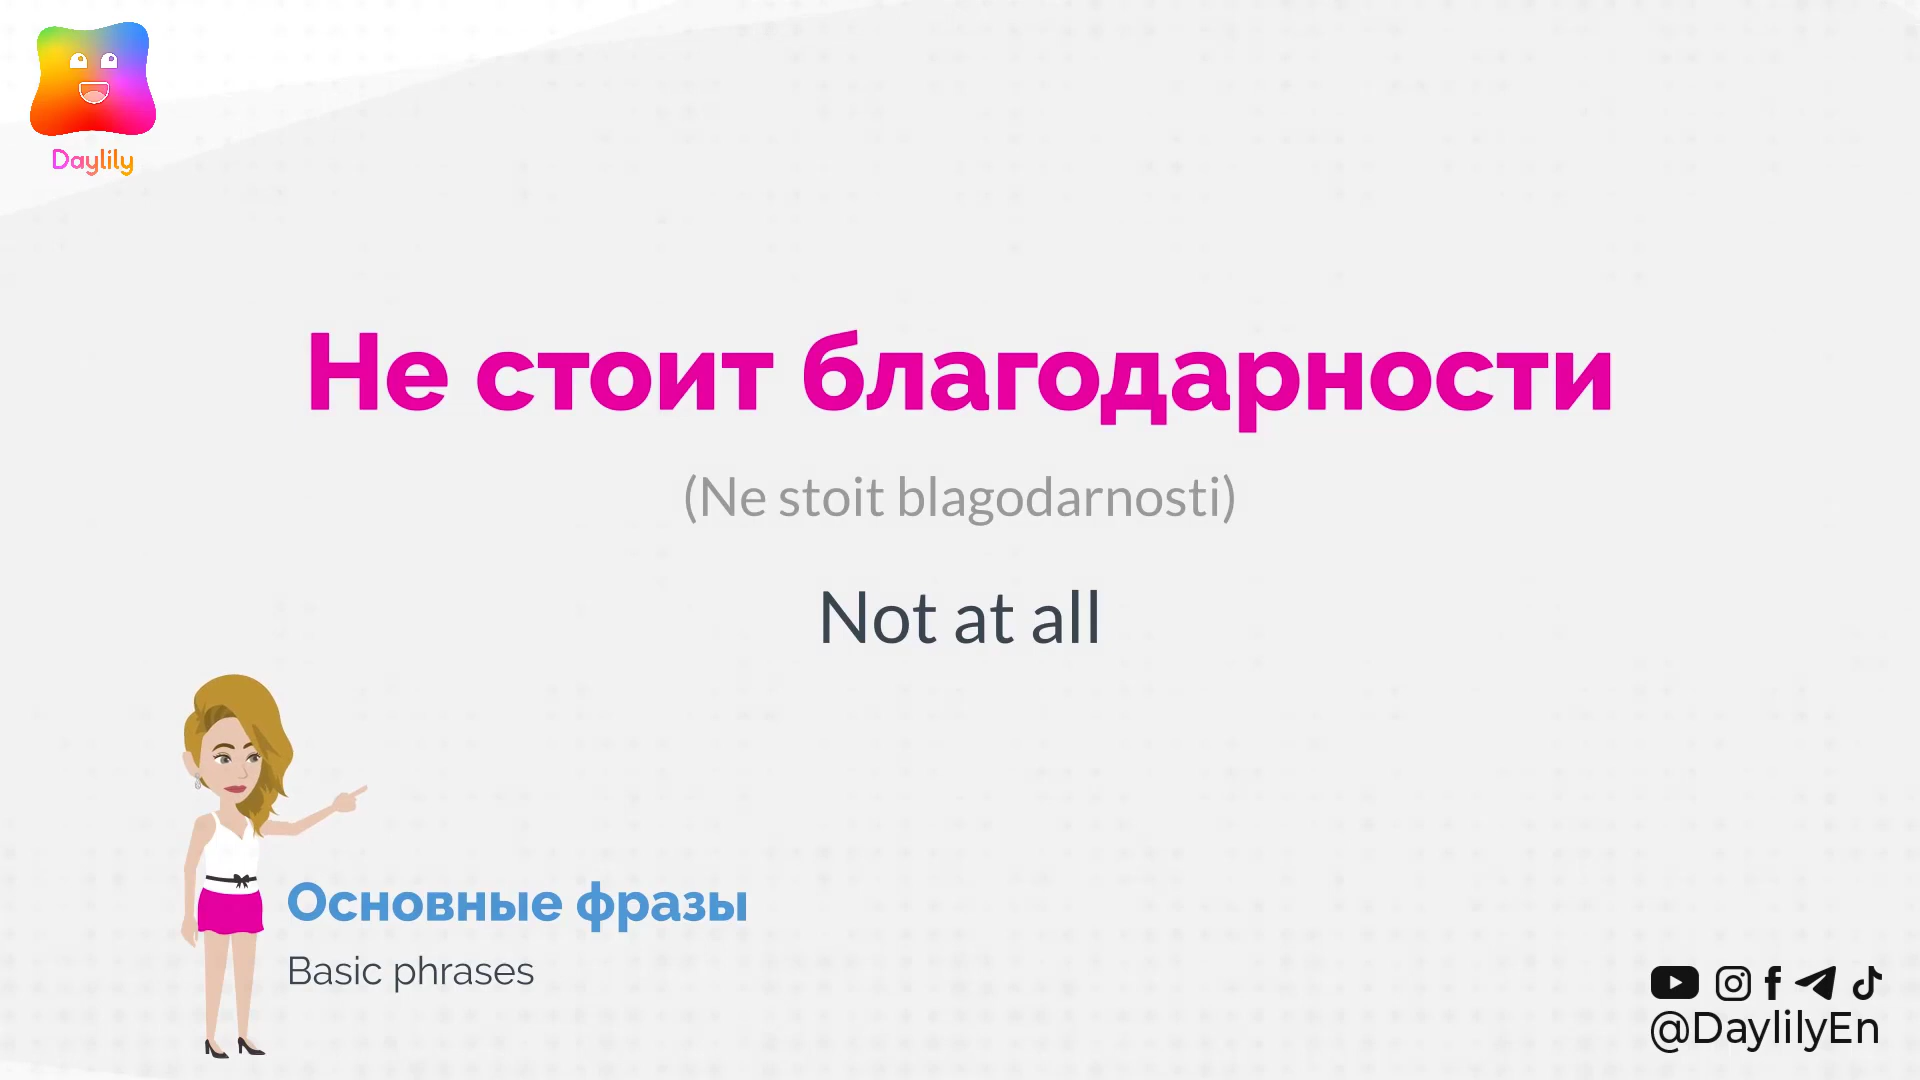 Daylily
Не стоит благодарности
(Ne stoit blagodarnosti)
Not at all
Основные фразы
Basic phrases
@DaylilyEn